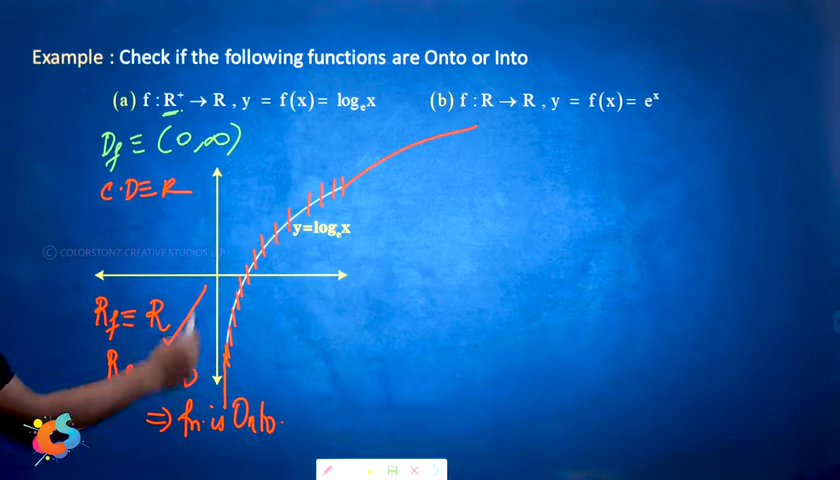 Example : Check if the following functions are Onto or Into
(a) f : R⁺ → R , y = f(x) = logₑx (b) f : R → R , y = f(x) = eˣ
D_f ≡ (0, ∞)
C·D ≡ R
y=logₑx
© COLORSTONZ CREATIVE STUDIOS
R_f ≡ R
⇒ fn. is Onto.
CS